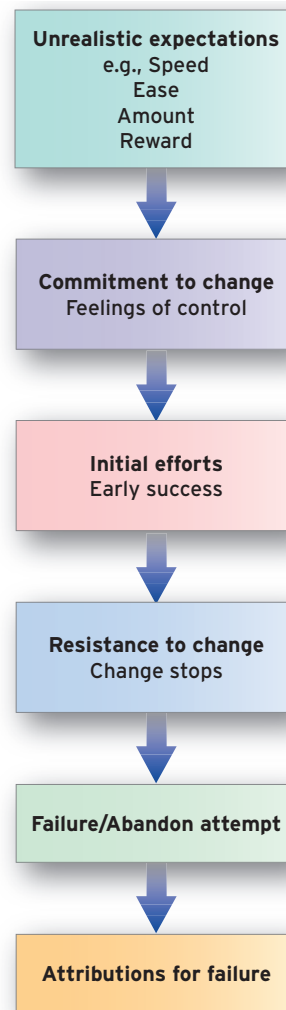 Unrealistic expectations
e.g., Speed
Ease
Amount
Reward
Commitment to change
Feelings of control
Initial efforts
Early success
Resistance to change
Change stops
Failure/Abandon attempt
Attributions for failure